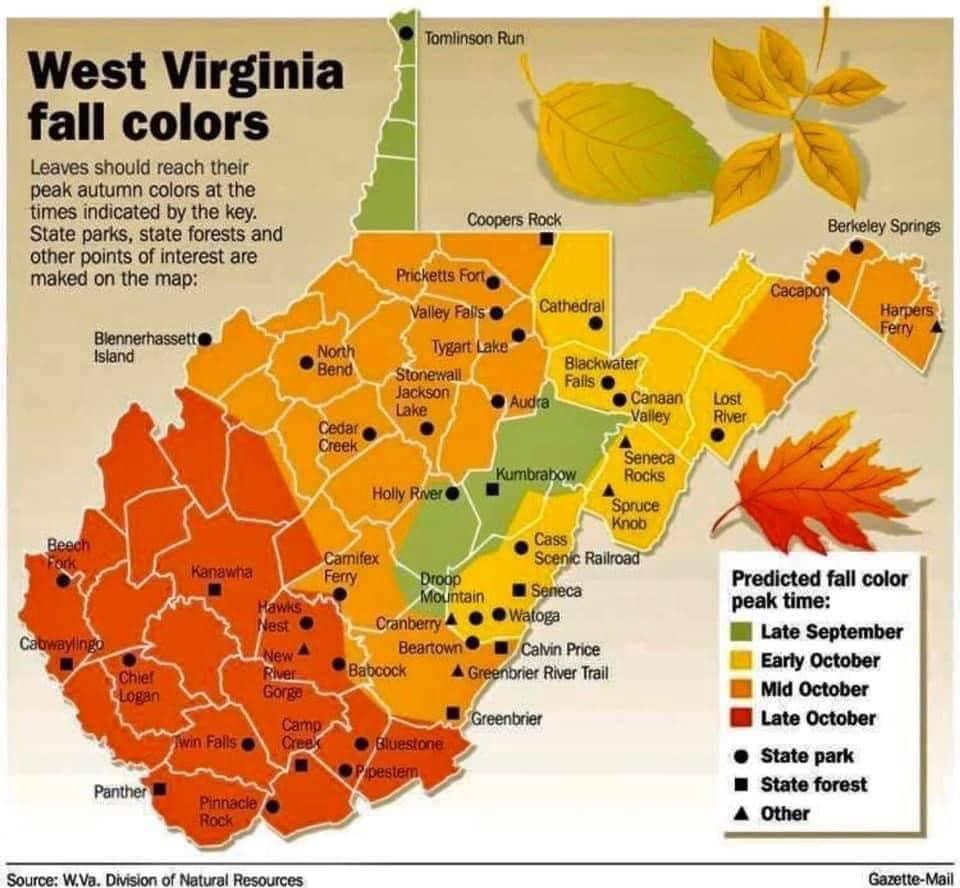 West Virginia
fall colors
Leaves should reach their
peak autumn colors at the
times indicated by the key.
State parks, state forests and
other points of interest are
maked on the map:
Tomlinson Run
Coopers Rock
Berkeley Springs
Pricketts Fort
Cacapon
Valley Falls
Cathedral
Harpers
Ferry
Blennerhassett
Island
Tygart Lake
North
Bend
Blackwater
Falls
Stonewall
Jackson
Lake
Audra
Canaan
Valley
Lost
River
Cedar
Creek
Seneca
Rocks
Kumbrabow
Holly River
Spruce
Knob
Cass
Scenic Railroad
Beech
Fork
Carnifex
Ferry
Kanawha
Droop
Mountain
Seneca
Hawks
Nest
Cranberry
Watoga
Cabwaylingo
Beartown
Calvin Price
New
River
Gorge
Babcock
Greenbrier River Trail
Chief
Logan
Greenbrier
Camp
Creek
Twin Falls
Bluestone
Pipestem
Panther
Pinnacle
Rock
Predicted fall color
peak time:
Late September
Early October
Mid October
Late October
State park
State forest
Other
Source: W.Va. Division of Natural Resources
Gazette-Mail